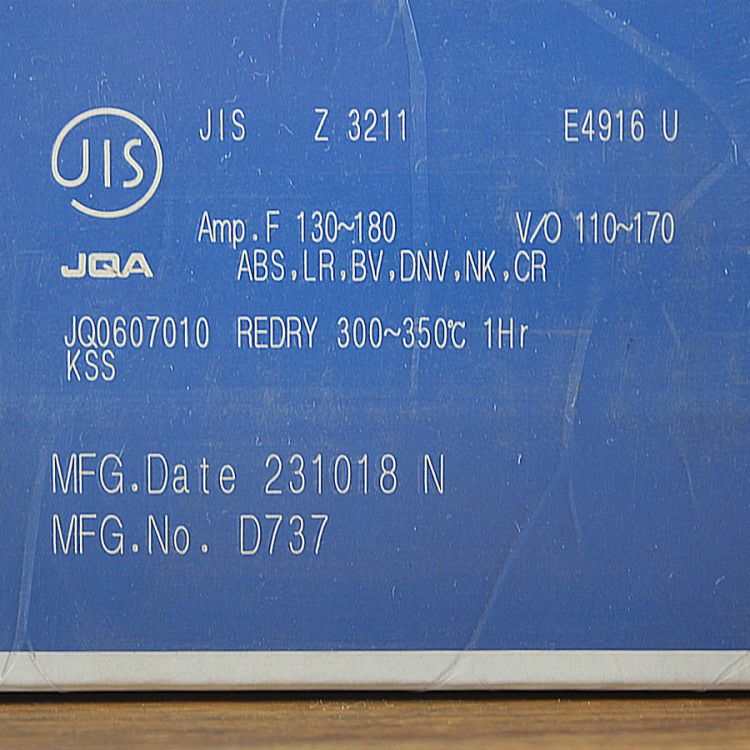 JIS JIS Z 3211 E4916 U
Amp.F 130~180 V/O 110~170
JQA ABS,LR,BV,DNV,NK,CR
JQ0607010 REDRY 300~350℃ 1Hr
KSS
MFG.Date 231018 N
MFG.No. D737